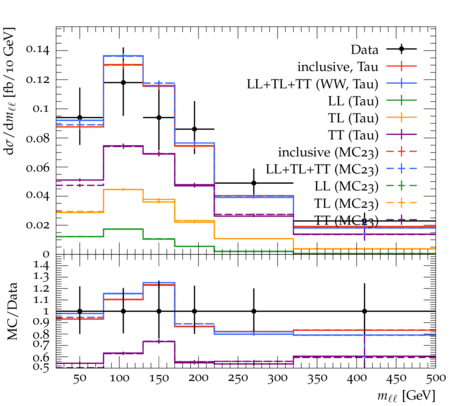 dσ/dmℓℓ [fb/10 GeV]
0.14
0.12
0.1
0.08
0.06
0.04
0.02
0
Data
inclusive, Tau
LL+TL+TT (WW, Tau)
LL (Tau)
TL (Tau)
TT (Tau)
inclusive (MC23)
LL+TL+TT (MC23)
LL (MC23)
TL (MC23)
TT (MC23)
MC/Data
1.4
1.3
1.2
1.1
1
0.9
0.8
0.7
0.6
0.5
50 100 150 200 250 300 350 400 450 500
mℓℓ [GeV]